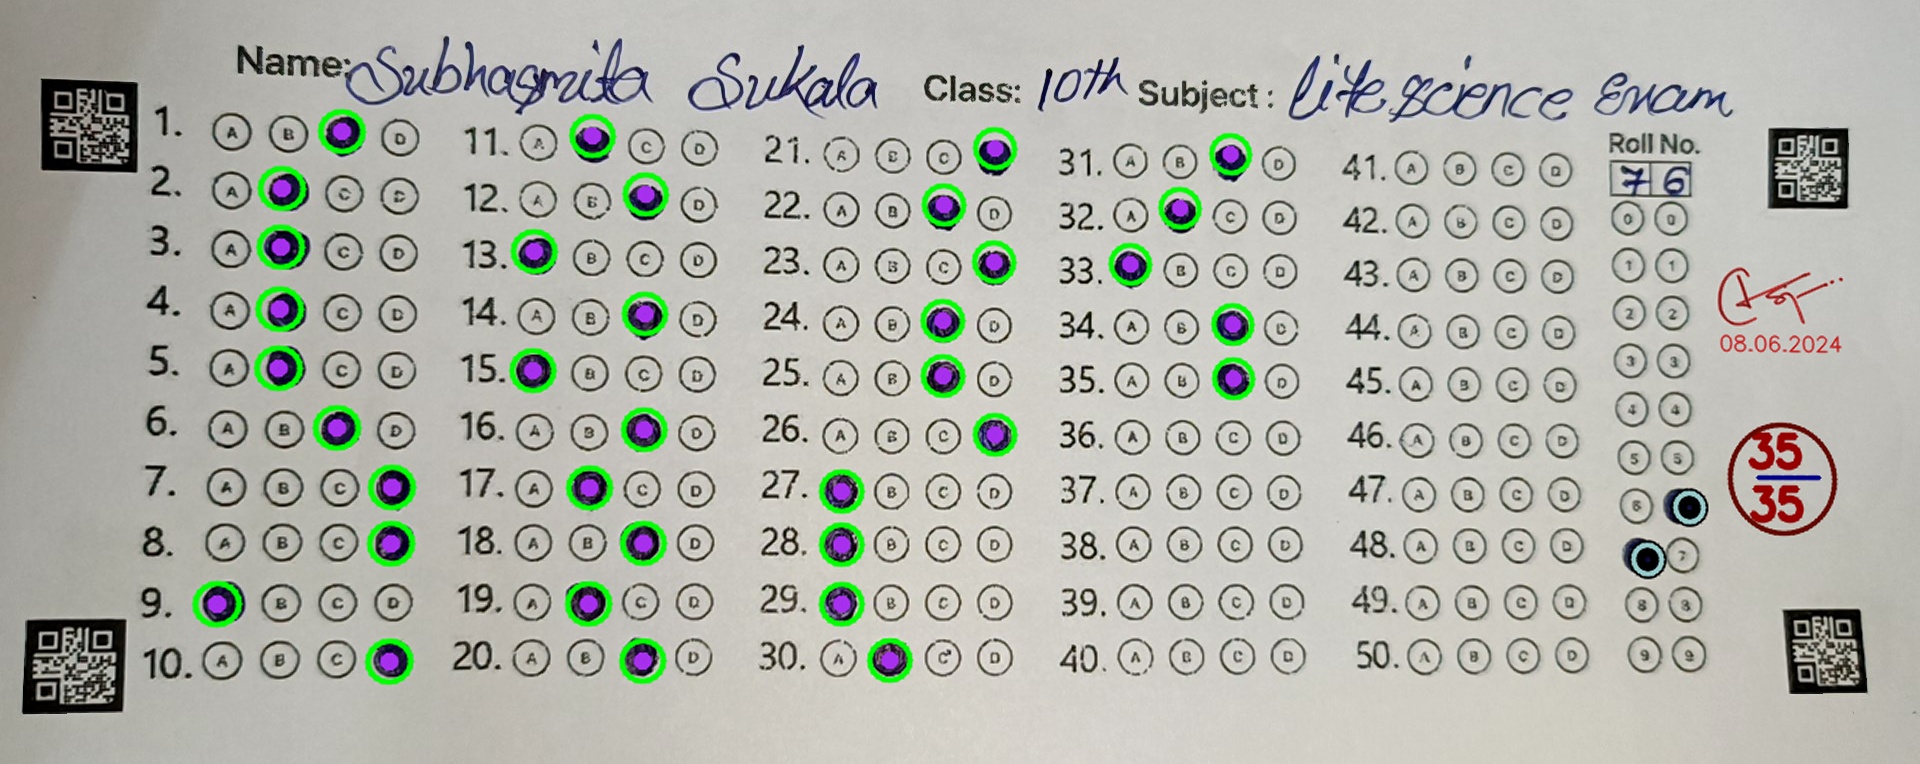 Name: Subhasmita Sukala Class: 10th Subject: Life science Exam
1. A B D 11. A C D 21. A B C 31. A B D 41. A B C D
2. A C D 12. A B D 22. A B D 32. A C D 42. A B C D
3. A C D 13. B C D 23. A B C 33. B C D 43. A B C D
4. A C D 14. A B D 24. A B D 34. A B D 44. A B C D
5. A C D 15. B C D 25. A B D 35. A B D 45. A B C D
6. A B D 16. A B D 26. A B C 36. A B C D 46. A B C D
7. A B C 17. A C D 27. B C D 37. A B C D 47. A B C D
8. A B C 18. A B D 28. B C D 38. A B C D 48. A B C D
9. B C D 19. A C D 29. B C D 39. A B C D 49. A B C D
10. A B C 20. A B D 30. A C D 40. A B C D 50. A B C D
Roll No.
7 6
0 0
1 1
2 2
3 3
4 4
5 5
6
7
8 8
9 9
08.06.2024
35
35